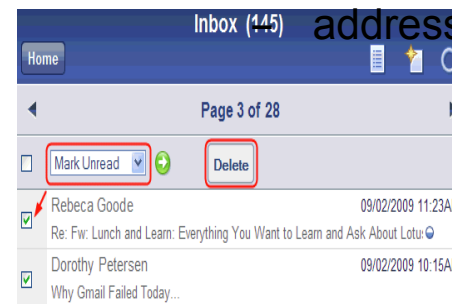 Inbox (145)
address
Home
Page 3 of 28
Mark Unread
Delete
Rebeca Goode 09/02/2009 11:23A
Re: Fw: Lunch and Learn: Everything You Want to Learn and Ask About Lotu:
Dorothy Petersen 09/02/2009 10:15A
Why Gmail Failed Today...